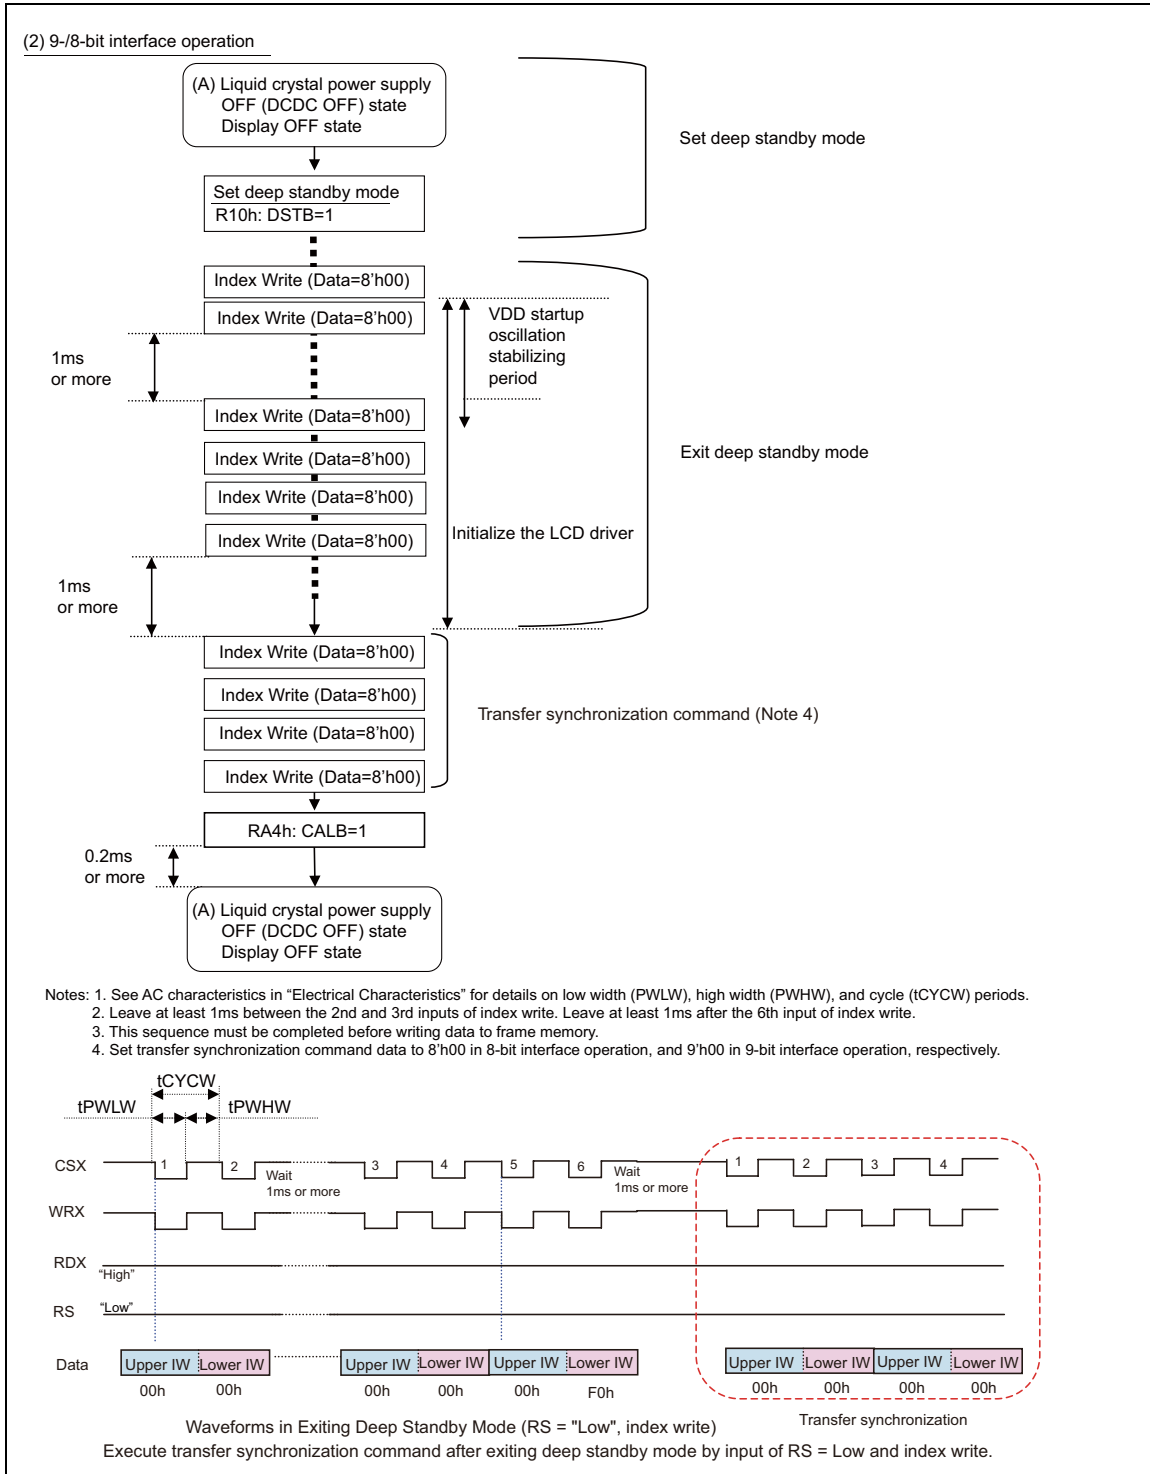 (2) 9-/8-bit interface operation
(A) Liquid crystal power supply
OFF (DCDC OFF) state
Display OFF state
Set deep standby mode
Set deep standby mode
R10h: DSTB=1
Index Write (Data=8'h00)
Index Write (Data=8'h00)
VDD startup
oscillation
stabilizing
period
1ms
or more
Index Write (Data=8'h00)
Index Write (Data=8'h00)
Exit deep standby mode
Index Write (Data=8'h00)
Index Write (Data=8'h00)
Initialize the LCD driver
1ms
or more
Index Write (Data=8'h00)
Index Write (Data=8'h00)
Transfer synchronization command (Note 4)
Index Write (Data=8'h00)
Index Write (Data=8'h00)
RA4h: CALB=1
0.2ms
or more
(A) Liquid crystal power supply
OFF (DCDC OFF) state
Display OFF state
Notes: 1. See AC characteristics in “Electrical Characteristics” for details on low width (PWLW), high width (PWHW), and cycle (tCYCW) periods.
2. Leave at least 1ms between the 2nd and 3rd inputs of index write. Leave at least 1ms after the 6th input of index write.
3. This sequence must be completed before writing data to frame memory.
4. Set transfer synchronization command data to 8'h00 in 8-bit interface operation, and 9'h00 in 9-bit interface operation, respectively.
tCYCW
tPWLW tPWHW
CSX 1 2 3 4 5 6 1 2 3 4
Wait
1ms or more
Wait
1ms or more
WRX
RDX
“High”
RS “Low”
Data Upper IW Lower IW Upper IW Lower IW Upper IW Lower IW Upper IW Lower IW Upper IW Lower IW
00h 00h 00h 00h 00h F0h 00h 00h 00h 00h
Waveforms in Exiting Deep Standby Mode (RS = "Low", index write)
Transfer synchronization
Execute transfer synchronization command after exiting deep standby mode by input of RS = Low and index write.